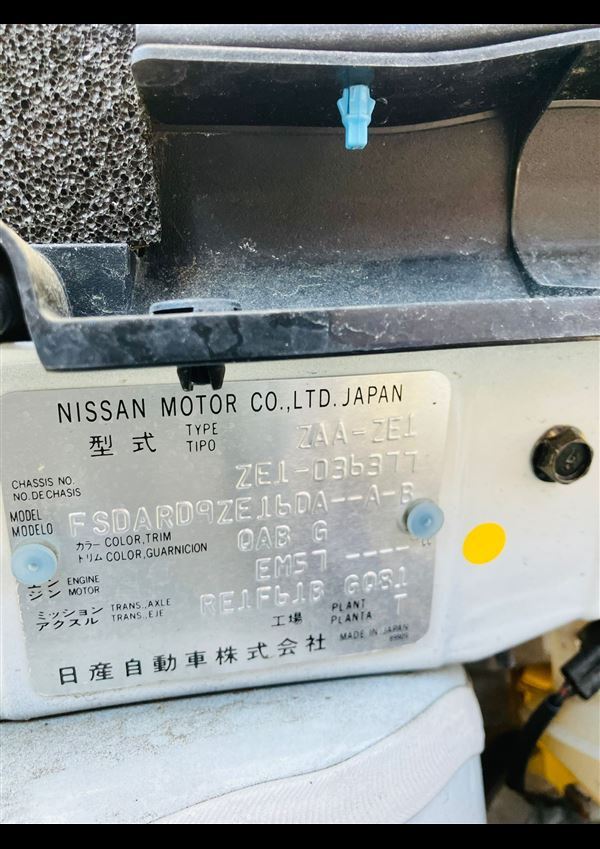 NISSAN MOTOR CO.,LTD. JAPAN
型式 TYPE TIPO ZAA-ZE1
CHASSIS NO. NO.DECHASIS ZE1-036377
MODEL MODELO FSDARD9ZE16DA--A-B
カラー COLOR,TRIM
トリム COLOR,GUARNICION QAB G
ENGINE
ジン MOTOR EM57 ----
ミッション TRANS.,AXLE
アクスル TRANS.,EJE RE1F61B GQ81
工場 PLANT PLANTA T
MADE IN JAPAN
日産自動車株式会社